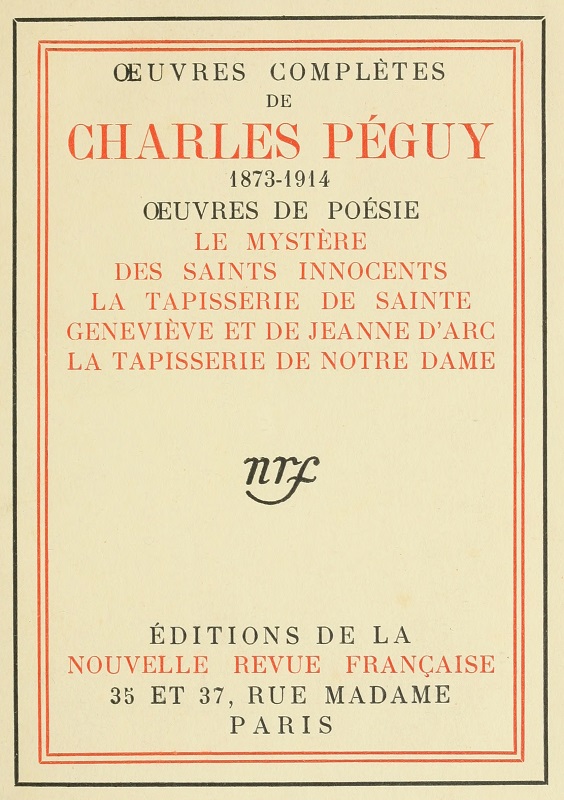 ŒUVRES COMPLÈTES
DE
CHARLES PÉGUY
1873-1914
ŒUVRES DE POÉSIE
LE MYSTÈRE
DES SAINTS INNOCENTS
LA TAPISSERIE DE SAINTE
GENEVIÈVE ET DE JEANNE D'ARC
LA TAPISSERIE DE NOTRE DAME
nrf
ÉDITIONS DE LA
NOUVELLE REVUE FRANÇAISE
35 ET 37, RUE MADAME
PARIS